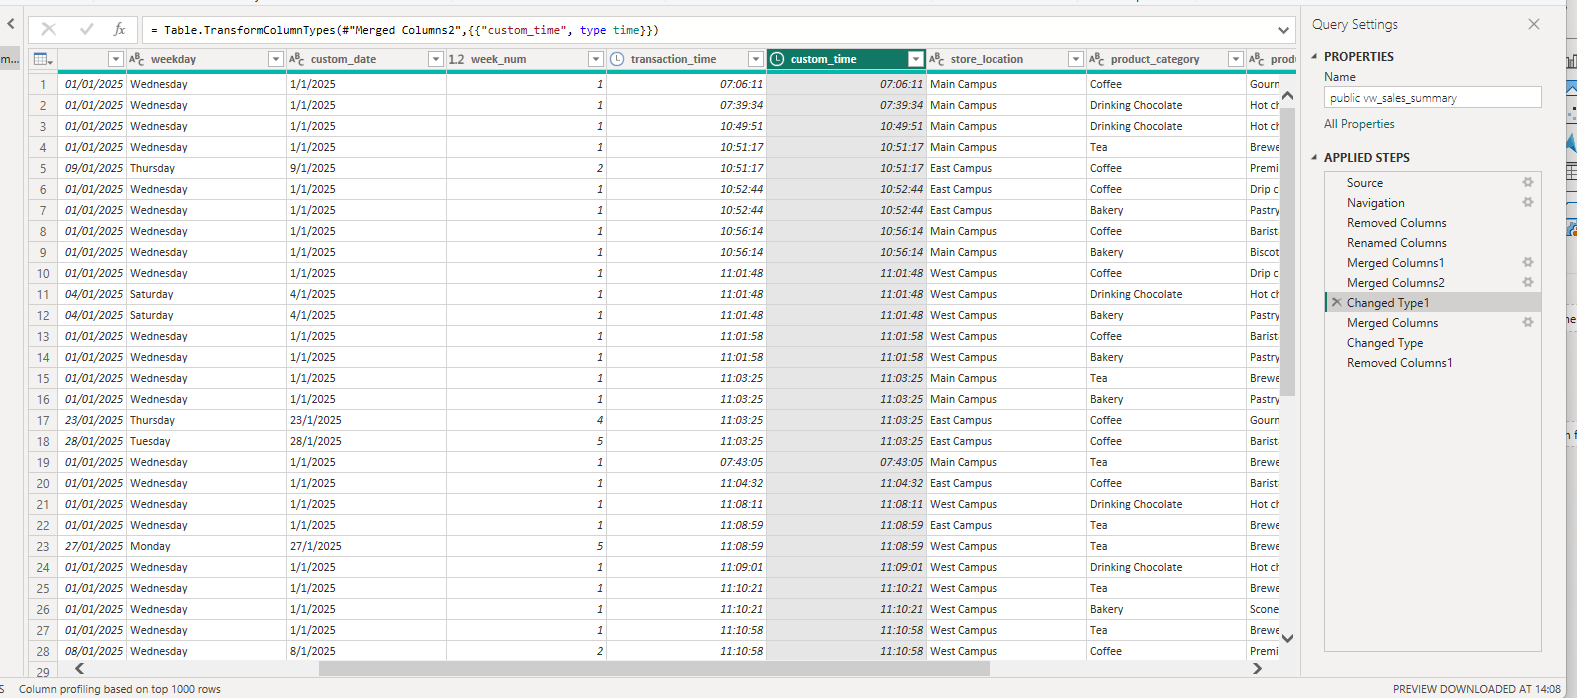 fx = Table.TransformColumnTypes(#"Merged Columns2",{{"custom_time", type time}})
weekday custom_date 1.2 week_num transaction_time custom_time store_location product_category
1 01/01/2025 Wednesday 1/1/2025 1 07:06:11 07:06:11 Main Campus Coffee Gourn
2 01/01/2025 Wednesday 1/1/2025 1 07:39:34 07:39:34 Main Campus Drinking Chocolate Hot ch
3 01/01/2025 Wednesday 1/1/2025 1 10:49:51 10:49:51 Main Campus Drinking Chocolate Hot ch
4 01/01/2025 Wednesday 1/1/2025 1 10:51:17 10:51:17 Main Campus Tea Brewe
5 09/01/2025 Thursday 9/1/2025 2 10:51:17 10:51:17 East Campus Coffee Premi
6 01/01/2025 Wednesday 1/1/2025 1 10:52:44 10:52:44 East Campus Coffee Drip c
7 01/01/2025 Wednesday 1/1/2025 1 10:52:44 10:52:44 East Campus Bakery Pastry
8 01/01/2025 Wednesday 1/1/2025 1 10:56:14 10:56:14 Main Campus Coffee Barist
9 01/01/2025 Wednesday 1/1/2025 1 10:56:14 10:56:14 Main Campus Bakery Biscot
10 01/01/2025 Wednesday 1/1/2025 1 11:01:48 11:01:48 West Campus Coffee Drip c
11 04/01/2025 Saturday 4/1/2025 1 11:01:48 11:01:48 West Campus Drinking Chocolate Hot ch
12 04/01/2025 Saturday 4/1/2025 1 11:01:48 11:01:48 West Campus Bakery Pastry
13 01/01/2025 Wednesday 1/1/2025 1 11:01:58 11:01:58 West Campus Coffee Barist
14 01/01/2025 Wednesday 1/1/2025 1 11:01:58 11:01:58 West Campus Bakery Pastry
15 01/01/2025 Wednesday 1/1/2025 1 11:03:25 11:03:25 Main Campus Tea Brewe
16 01/01/2025 Wednesday 1/1/2025 1 11:03:25 11:03:25 Main Campus Bakery Pastry
17 23/01/2025 Thursday 23/1/2025 4 11:03:25 11:03:25 East Campus Coffee Gourn
18 28/01/2025 Tuesday 28/1/2025 5 11:03:25 11:03:25 East Campus Coffee Barist
19 01/01/2025 Wednesday 1/1/2025 1 07:43:05 07:43:05 Main Campus Tea Brewe
20 01/01/2025 Wednesday 1/1/2025 1 11:04:32 11:04:32 East Campus Coffee Barist
21 01/01/2025 Wednesday 1/1/2025 1 11:08:11 11:08:11 West Campus Drinking Chocolate Hot ch
22 01/01/2025 Wednesday 1/1/2025 1 11:08:59 11:08:59 East Campus Tea Brewe
23 27/01/2025 Monday 27/1/2025 5 11:08:59 11:08:59 West Campus Tea Brewe
24 01/01/2025 Wednesday 1/1/2025 1 11:09:01 11:09:01 West Campus Drinking Chocolate Hot ch
25 01/01/2025 Wednesday 1/1/2025 1 11:10:21 11:10:21 West Campus Tea Brewe
26 01/01/2025 Wednesday 1/1/2025 1 11:10:21 11:10:21 West Campus Bakery Scone
27 01/01/2025 Wednesday 1/1/2025 1 11:10:58 11:10:58 West Campus Tea Brewe
28 08/01/2025 Wednesday 8/1/2025 2 11:10:58 11:10:58 West Campus Coffee Premi
29
Query Settings
PROPERTIES
Name
public vw_sales_summary
All Properties
APPLIED STEPS
Source
Navigation
Removed Columns
Renamed Columns
Merged Columns1
Merged Columns2
Changed Type1
Merged Columns
Changed Type
Removed Columns1
Column profiling based on top 1000 rows
PREVIEW DOWNLOADED AT 14:08